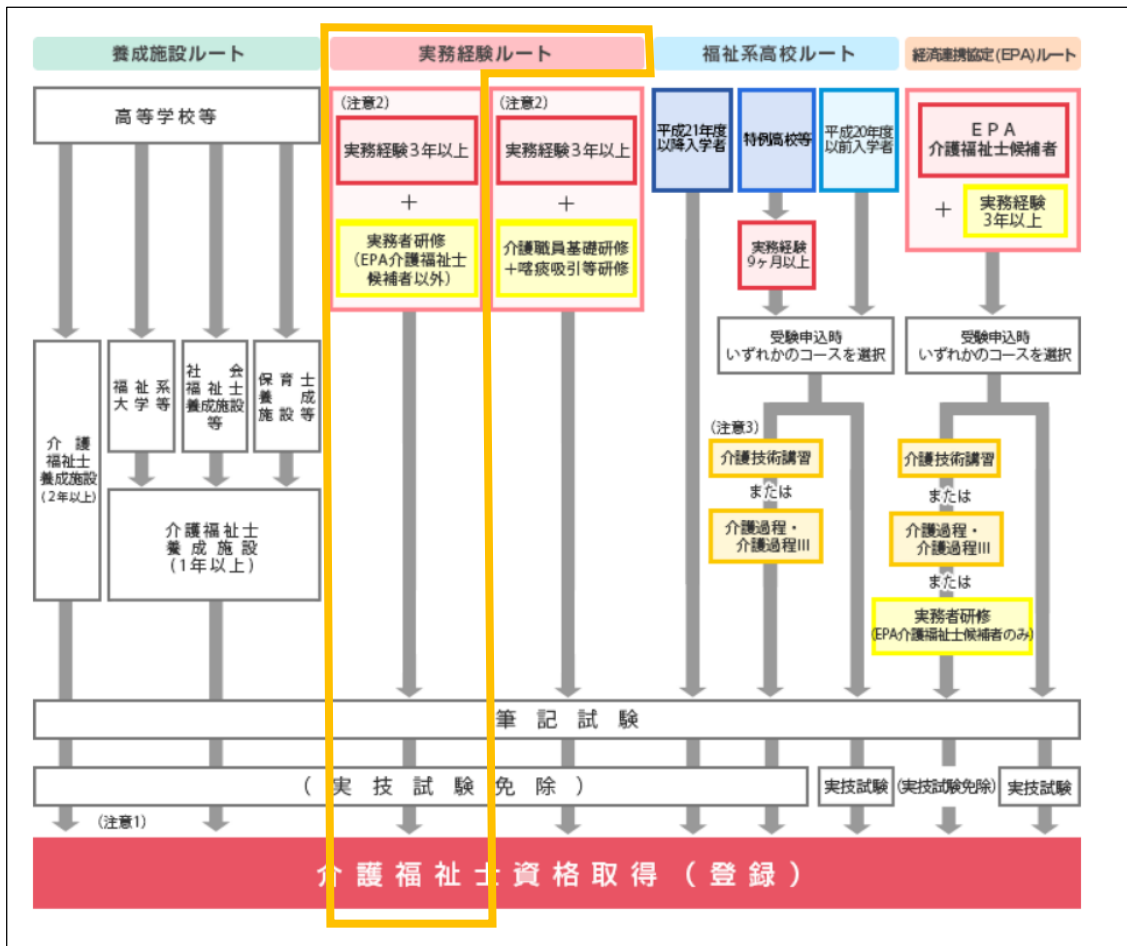 養成施設ルート
実務経験ルート
福祉系高校ルート
経済連携協定(EPA)ルート
高等学校等
介護
福祉士
養成施設
(2年以上)
福祉系
大学等
社会
福祉士
養成施設
等
保育士
養成
施設等
介護福祉士
養成施設
(1年以上)
(注意2)
実務経験3年以上
+
実務者研修
(EPA介護福祉士
候補者以外)
(注意2)
実務経験3年以上
+
介護職員基礎研修
+喀痰吸引等研修
平成21年度
以降入学者
特例高校等
平成20年度
以前入学者
実務経験
9ヶ月以上
受験申込時
いずれかのコースを選択
(注意3)
介護技術講習
または
介護過程・
介護過程III
EPA
介護福祉士候補者
+
実務経験
3年以上
受験申込時
いずれかのコースを選択
介護技術講習
または
介護過程・
介護過程III
または
実務者研修
(EPA介護福祉士候補者のみ)
筆記試験
(実技試験免除)
実技試験
(実技試験免除)
実技試験
(注意1)
介護福祉士資格取得(登録)